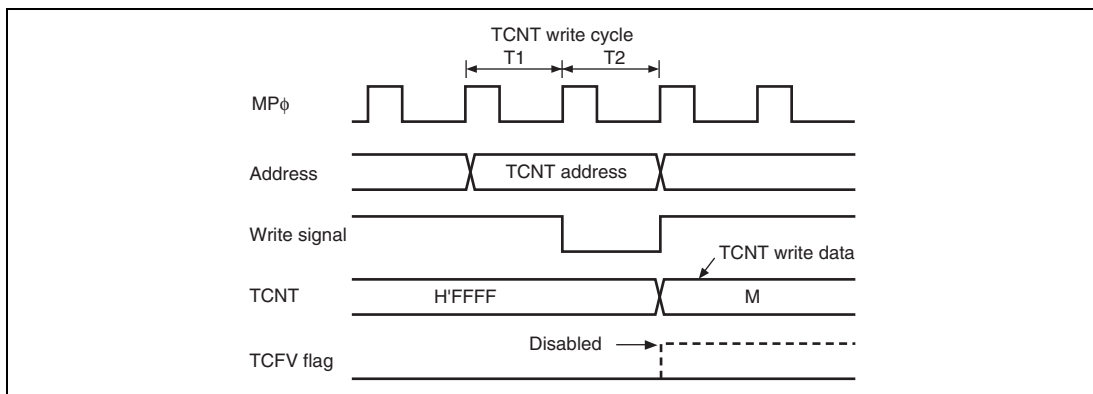 TCNT write cycle
T1 T2
MPϕ
Address TCNT address
Write signal
TCNT write data
TCNT H'FFFF M
Disabled
TCFV flag